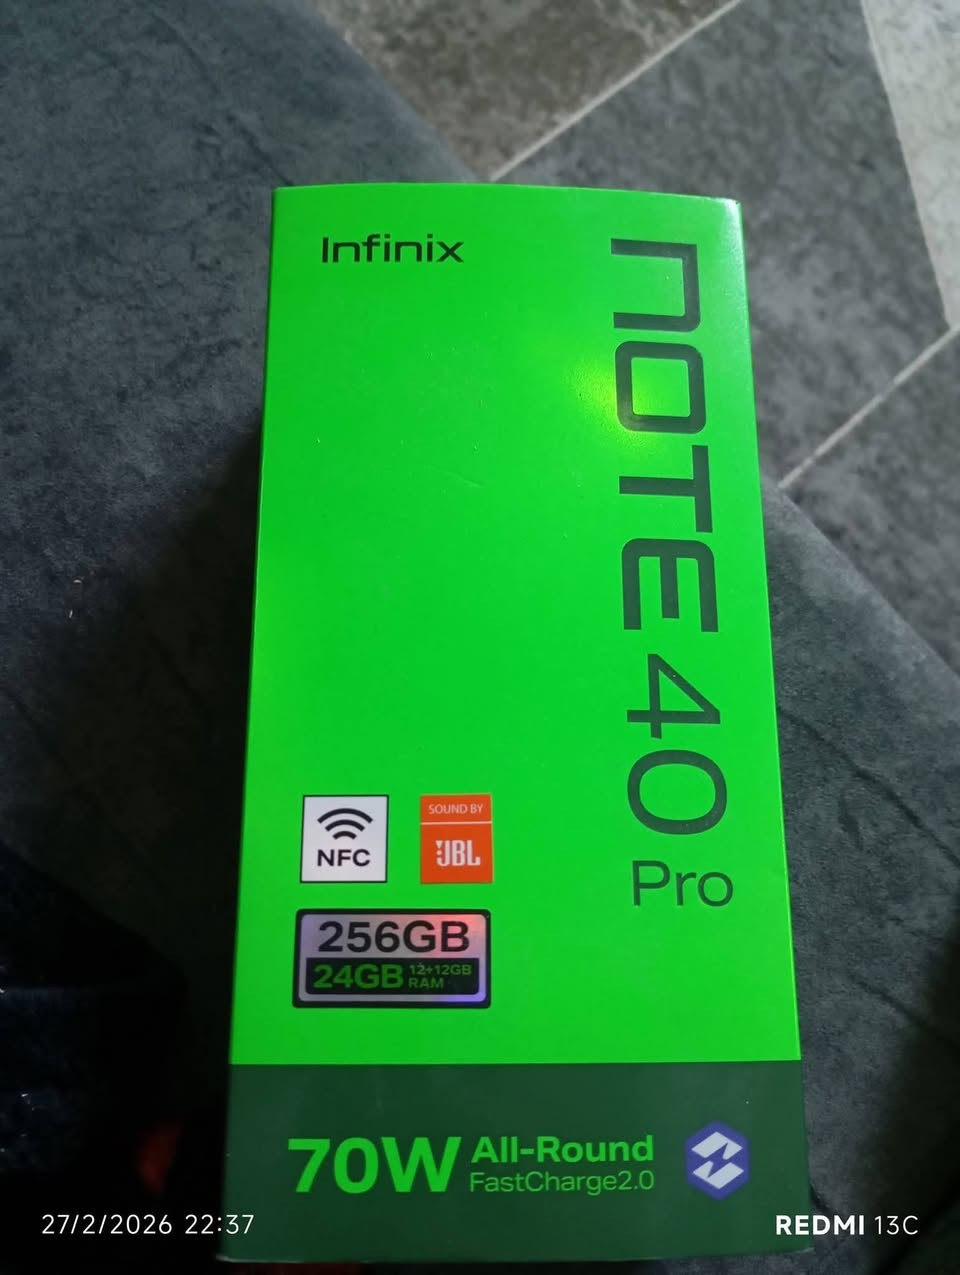 Infinix
NOTE 40
Pro
NFC
SOUND BY
JBL
256GB
24GB 12+12GB RAM
70W All-Round
FastCharge2.0
27/2/2026 22:37
REDMI 13C